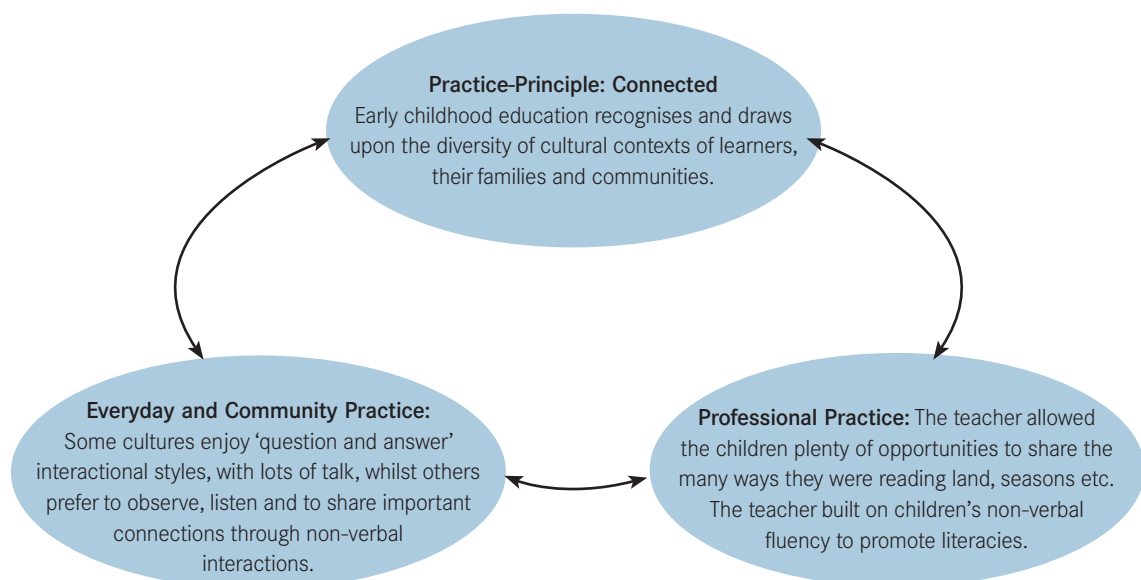 Practice-Principle: Connected
Early childhood education recognises and draws
upon the diversity of cultural contexts of learners,
their families and communities.
Everyday and Community Practice:
Some cultures enjoy ‘question and answer’
interactional styles, with lots of talk, whilst others
prefer to observe, listen and to share important
connections through non-verbal
interactions.
Professional Practice: The teacher allowed
the children plenty of opportunities to share the
many ways they were reading land, seasons etc.
The teacher built on children’s non-verbal
fluency to promote literacies.